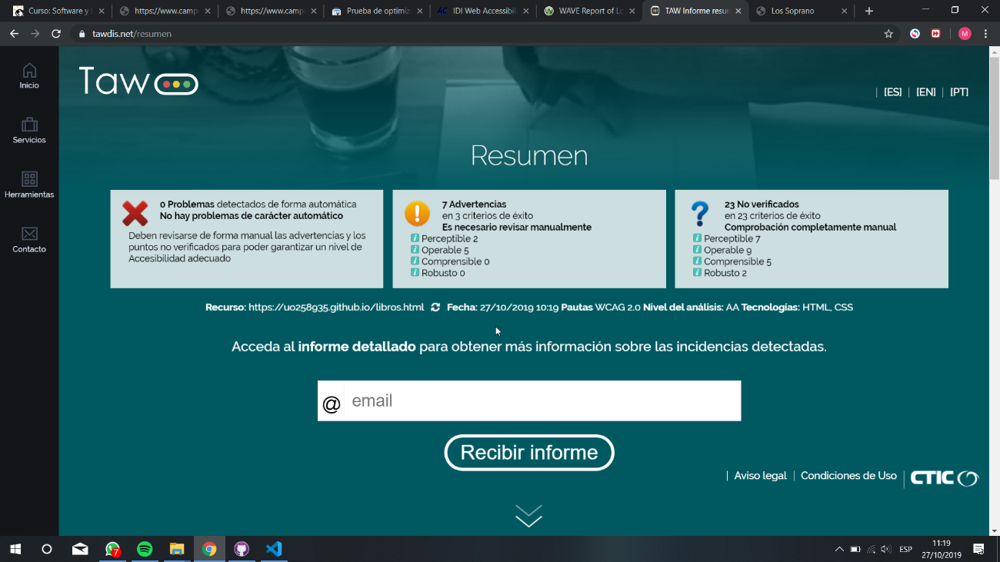 Curso: Software y
https://www.camp
https://www.camp
Prueba de optimiz
IDI Web Accessibil
WAVE Report of Lo
TAW Informe resu
Los Soprano
tawdis.net/resumen
M
Inicio
Servicios
Herramientas
Contacto
Taw
| [ES] | [EN] | [PT]
Resumen
0 Problemas detectados de forma automática
No hay problemas de carácter automático
Deben revisarse de forma manual las advertencias y los
puntos no verificados para poder garantizar un nivel de
Accesibilidad adecuado
7 Advertencias
en 3 criterios de éxito
Es necesario revisar manualmente
Perceptible 2
Operable 5
Comprensible 0
Robusto 0
23 No verificados
en 23 criterios de éxito
Comprobación completamente manual
Perceptible 7
Operable 9
Comprensible 5
Robusto 2
Recurso: https://uo258935.github.io/libros.html Fecha: 27/10/2019 10:19 Pautas WCAG 2.0 Nivel del análisis: AA Tecnologías: HTML, CSS
Acceda al informe detallado para obtener más información sobre las incidencias detectadas.
@ email
Recibir informe
| Aviso legal | Condiciones de Uso | CTIC
7
ESP
11:19
27/10/2019